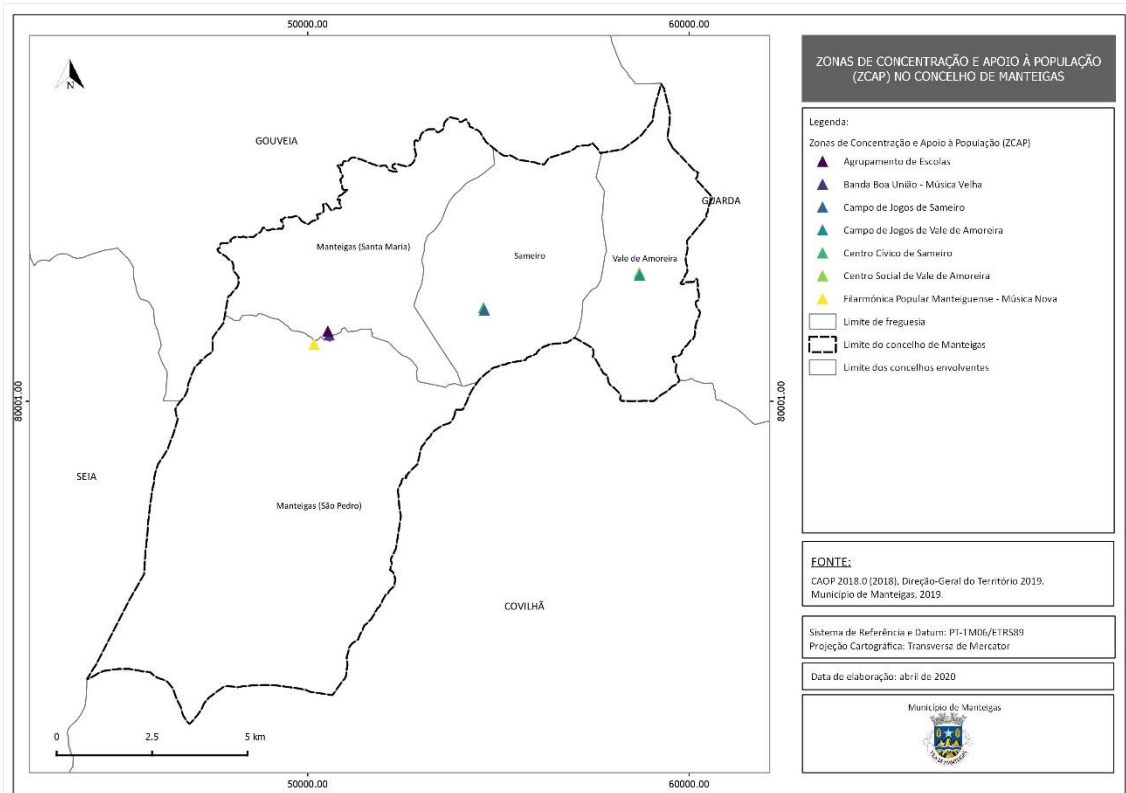 50000.00
60000.00
80001.00
80001.00
50000.00
60000.00
N
GOUVEIA
GUARDA
Manteigas (Santa Maria)
Sameiro
Vale de Amoreira
SEIA
Manteigas (São Pedro)
COVILHÃ
0
2.5
5 km
ZONAS DE CONCENTRAÇÃO E APOIO À POPULAÇÃO
(ZCAP) NO CONCELHO DE MANTEIGAS
Legenda:
Zonas de Concentração e Apoio à População (ZCAP)
Agrupamento de Escolas
Banda Boa União - Música Velha
Campo de Jogos de Sameiro
Campo de Jogos de Vale de Amoreira
Centro Cívico de Sameiro
Centro Social de Vale de Amoreira
Filarmónica Popular Manteiguense - Música Nova
Limite de freguesia
Limite do concelho de Manteigas
Limite dos concelhos envolventes
FONTE:
CAOP 2018.0 (2018), Direção-Geral do Território 2019.
Município de Manteigas, 2019.
Sistema de Referência e Datum: PT-TM06/ETRS89
Projeção Cartográfica: Transversa de Mercator
Data de elaboração: abril de 2020
Município de Manteigas
VILA DE MANTEIGAS